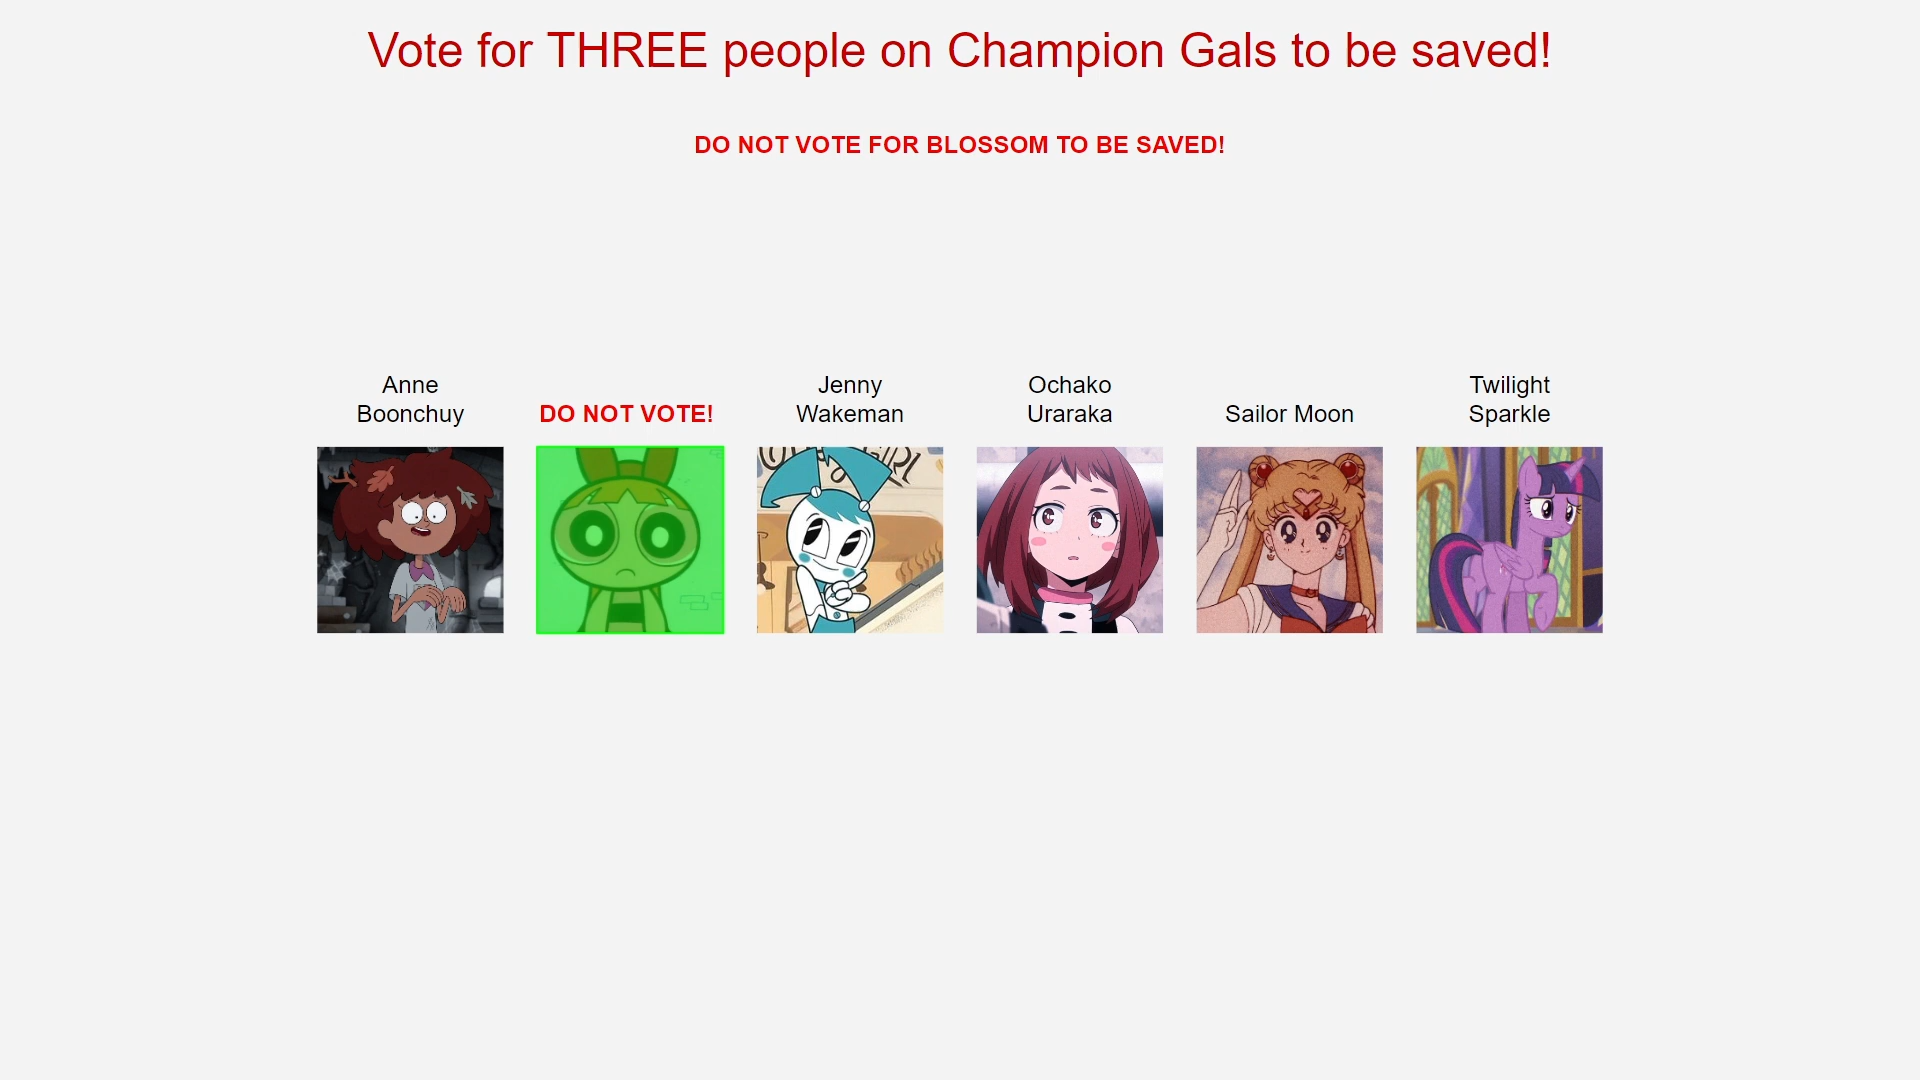 Vote for THREE people on Champion Gals to be saved!
DO NOT VOTE FOR BLOSSOM TO BE SAVED!
Anne
Boonchuy
DO NOT VOTE!
Jenny
Wakeman
Ochako
Uraraka
Sailor Moon
Twilight
Sparkle